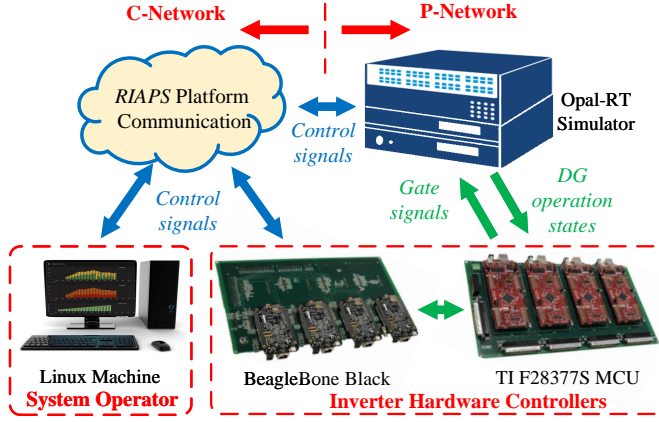 C-Network
P-Network
RIAPS Platform
Communication
Opal-RT
Simulator
Control
signals
Control
signals
Gate
signals
DG
operation
states
Linux Machine
System Operator
BeagleBone Black
TI F28377S MCU
Inverter Hardware Controllers